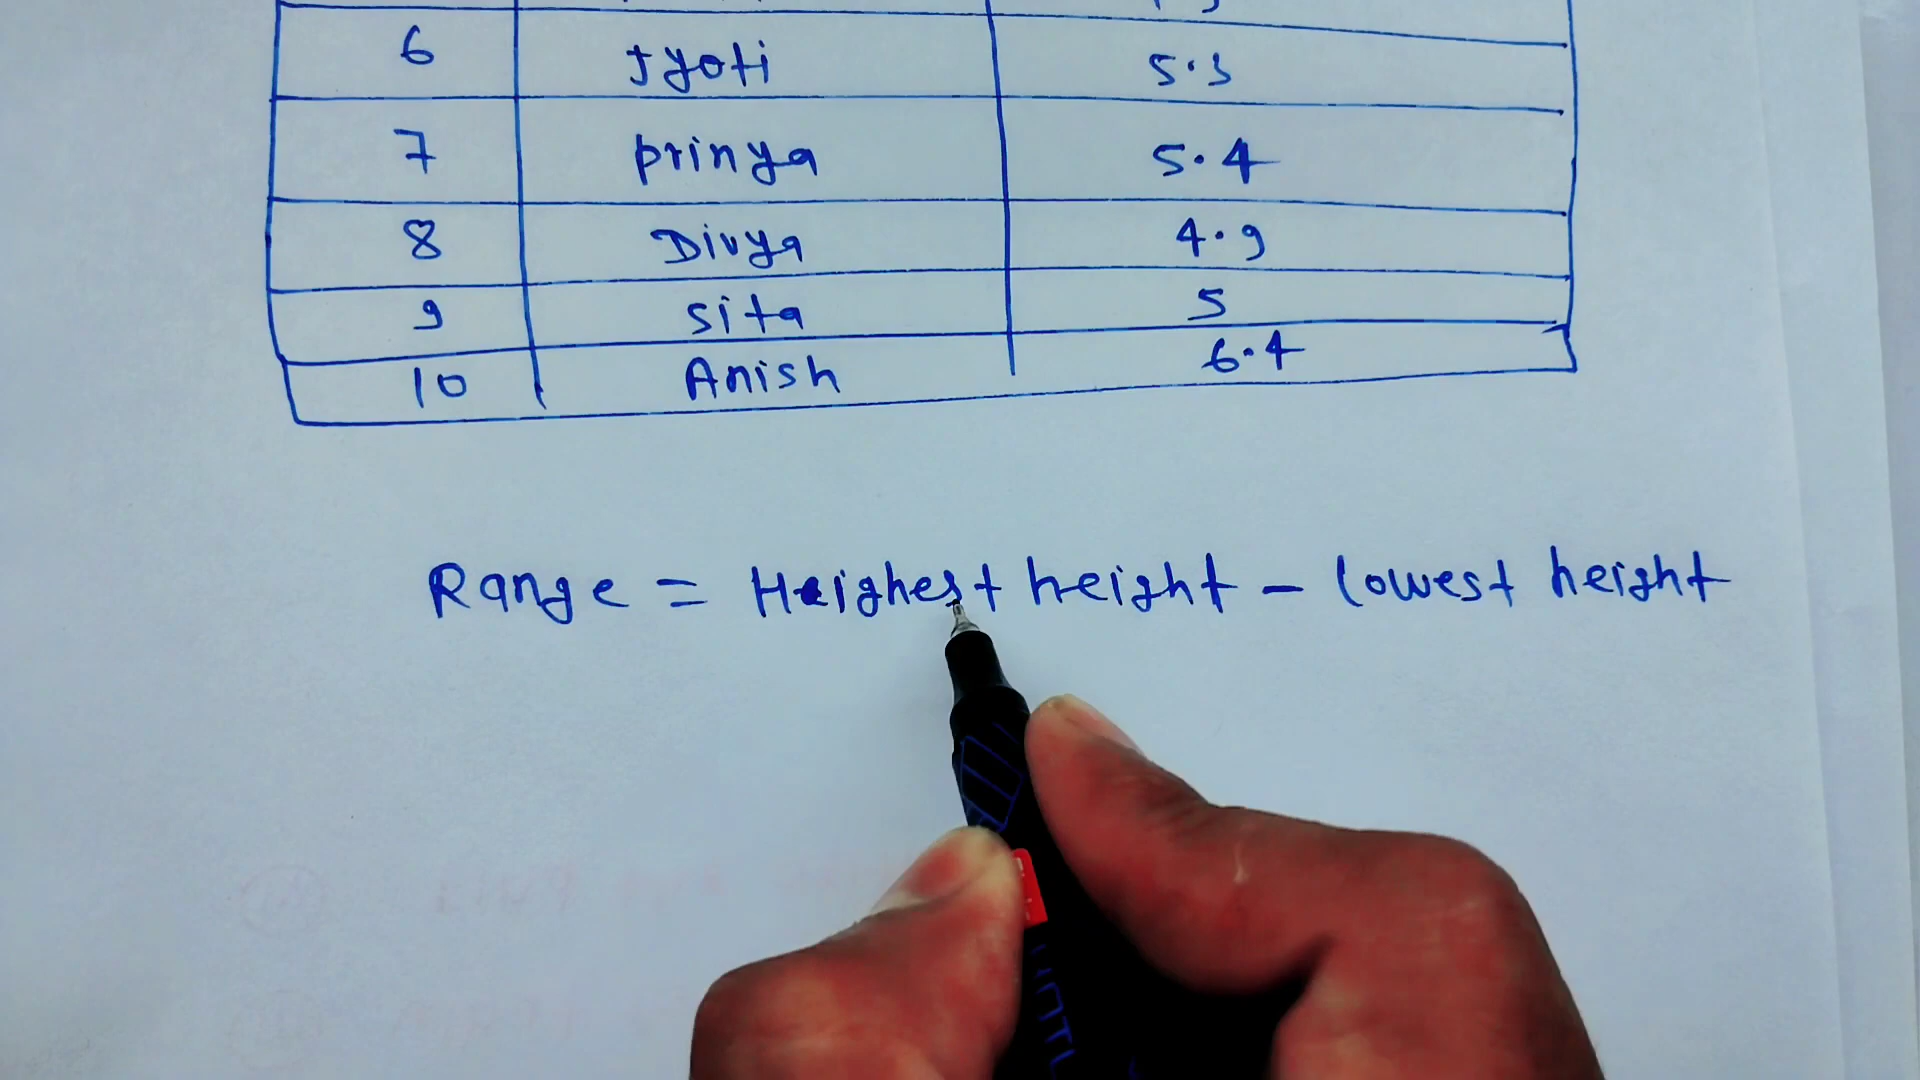 6 Jyoti 5.3
7 Prinya 5.4
8 Divya 4.9
9 Sita 5
10 Anish 6.4
Range = Heighest height - lowest height